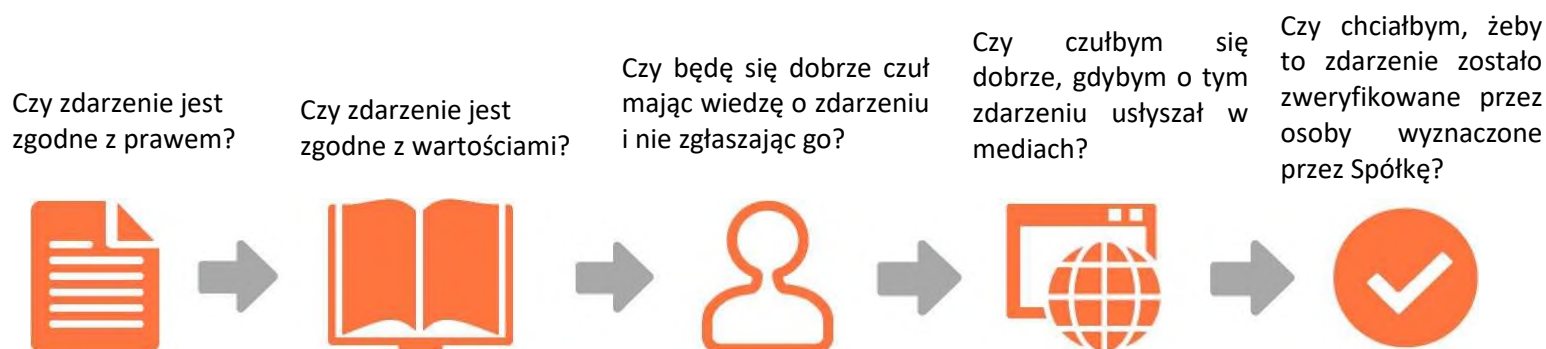 Czy zdarzenie jest
zgodne z prawem?
Czy zdarzenie jest
zgodne z wartościami?
Czy będę się dobrze czuł
mając wiedzę o zdarzeniu
i nie zgłaszając go?
Czy czułbym się
dobrze, gdybym o tym
zdarzeniu usłyszał w
mediach?
Czy chciałbym, żeby
to zdarzenie zostało
zweryfikowane przez
osoby wyznaczone
przez Spółkę?